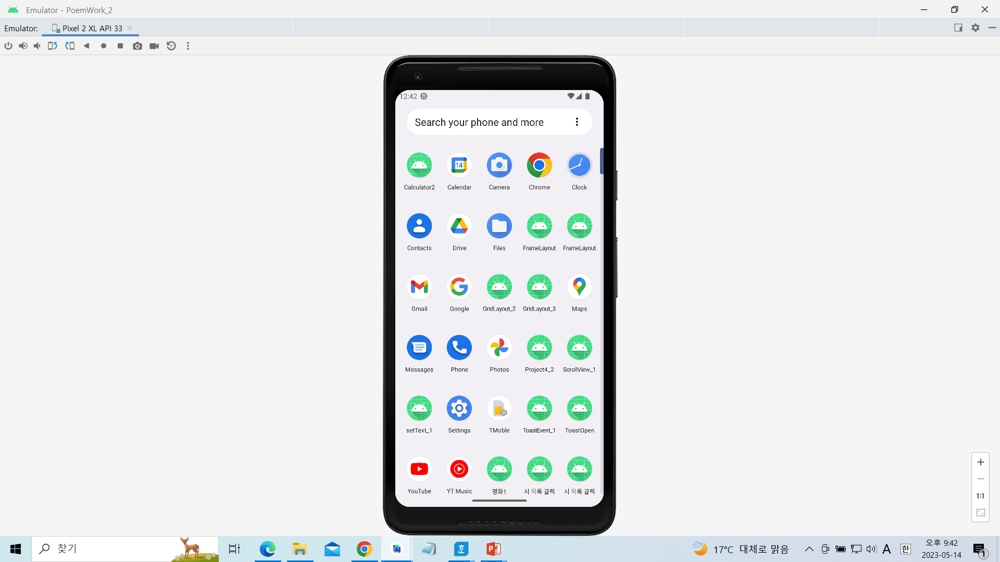 Emulator - PoemWork_2
Emulator: Pixel 2 XL API 33
12:42
Search your phone and more
14
Calculator2 Calendar Camera Chrome Clock
Contacts Drive Files FrameLayout FrameLayout
Gmail Google GridLayout_2 GridLayout_3 Maps
Messages Phone Photos Project4_2 ScrollView_1
setText_1 Settings TMoble ToastEvent_1 ToastOpen
YouTube YT Music 명화1 시 목록 클릭 시 목록 클릭
1:1
찾기
17°C 대체로 맑음
A 한
오후 9:42
2023-05-14
1